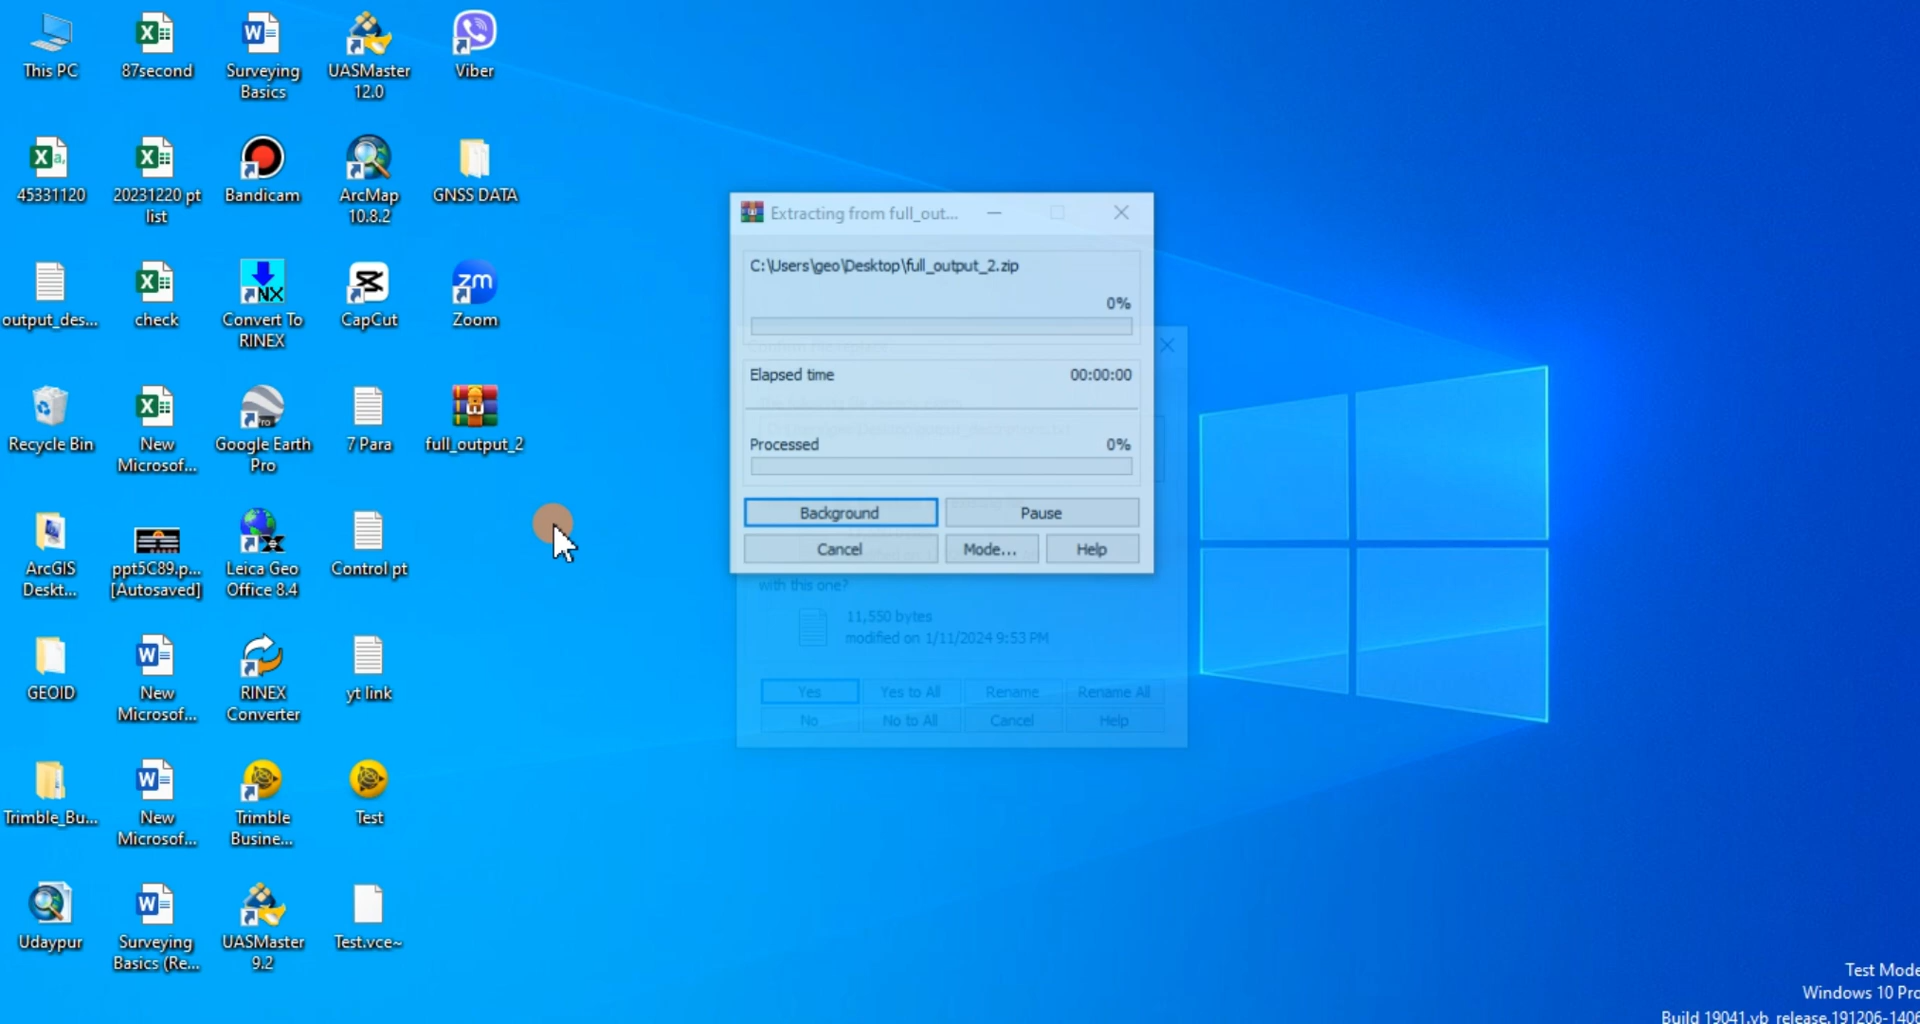 This PC
87second
Surveying
Basics
UASMaster
12.0
Viber
45331120
20231220 pt
list
Bandicam
ArcMap
10.8.2
GNSS DATA
output_des...
check
Convert To
RINEX
CapCut
zm
Zoom
Recycle Bin
New
Microsof...
Google Earth
Pro
7 Para
full_output_2
ArcGIS
Deskt...
ppt5C89.p...
[Autosaved]
Leica Geo
Office 8.4
Control pt
GEOID
New
Microsof...
RINEX
Converter
yt link
Trimble_Bu...
New
Microsof...
Trimble
Busine...
Test
Udaypur
Surveying
Basics (Re...
UASMaster
9.2
Test.vce~
Extracting from full_out...
C:\Users\geo\Desktop\full_output_2.zip
0%
Elapsed time 00:00:00
Processed 0%
Background Pause
Cancel Mode... Help
with this one?
11,550 bytes
modified on 1/11/2024 9:53 PM
Yes Yes to All Rename Rename All
No No to All Cancel Help
Test Mode
Windows 10 Pro
Build 19041.vb_release.191206-1406